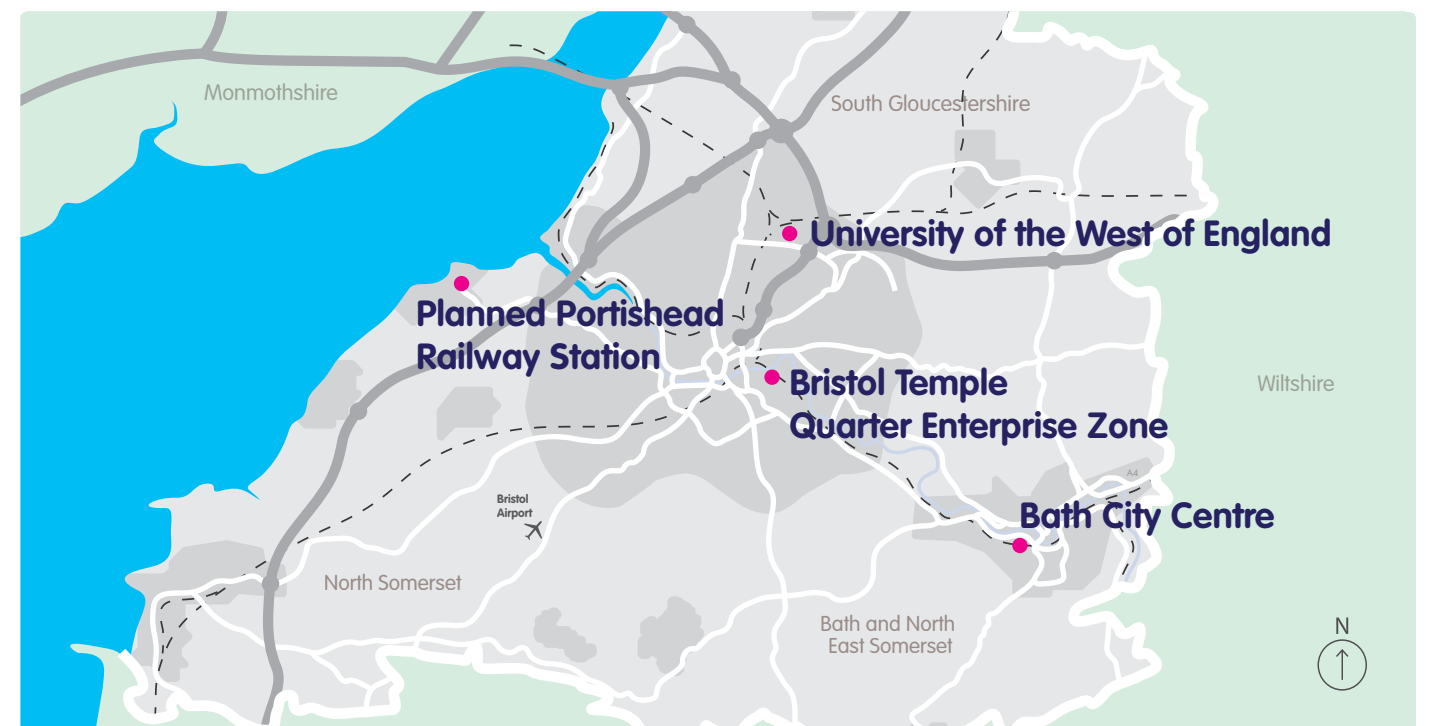 Monmothshire
South Gloucestershire
University of the West of England
Planned Portishead
Railway Station
Bristol Temple
Quarter Enterprise Zone
Wiltshire
A4
Bristol
Airport
Bath City Centre
North Somerset
Bath and North
East Somerset
N